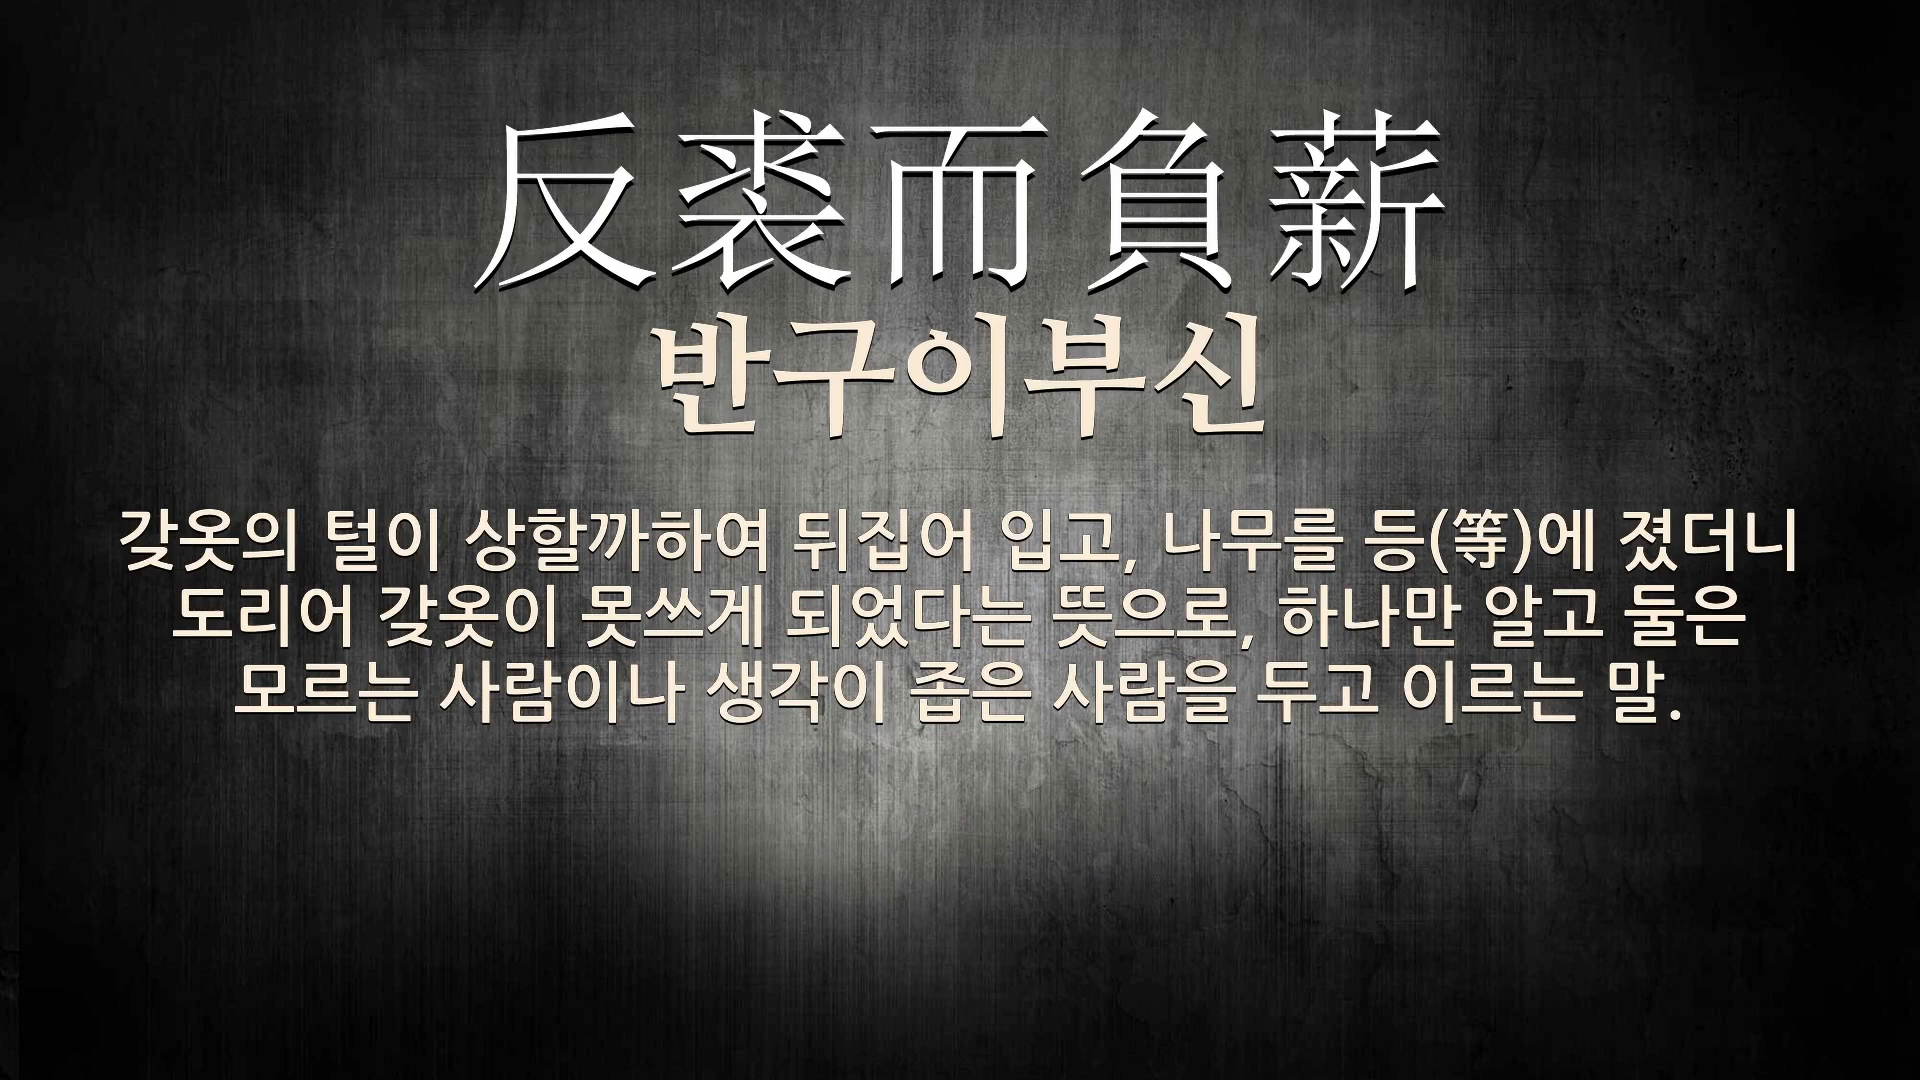 反裘而負薪
반구이부신
갖옷의 털이 상할까하여 뒤집어 입고, 나무를 등(等)에 졌더니
도리어 갖옷이 못쓰게 되었다는 뜻으로, 하나만 알고 둘은
모르는 사람이나 생각이 좁은 사람을 두고 이르는 말.